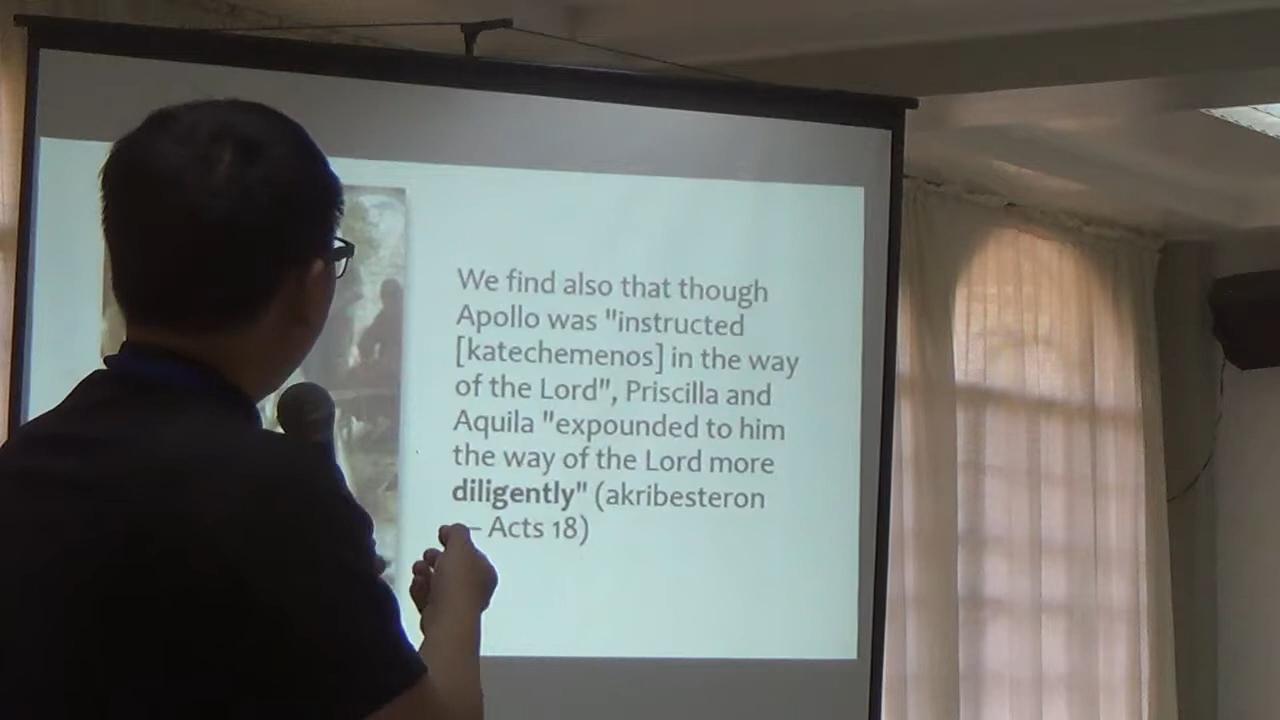 We find also that though
Apollo was "instructed
[katechemenos] in the way
of the Lord", Priscilla and
Aquila "expounded to him
the way of the Lord more
diligently" (akribesteron
– Acts 18)